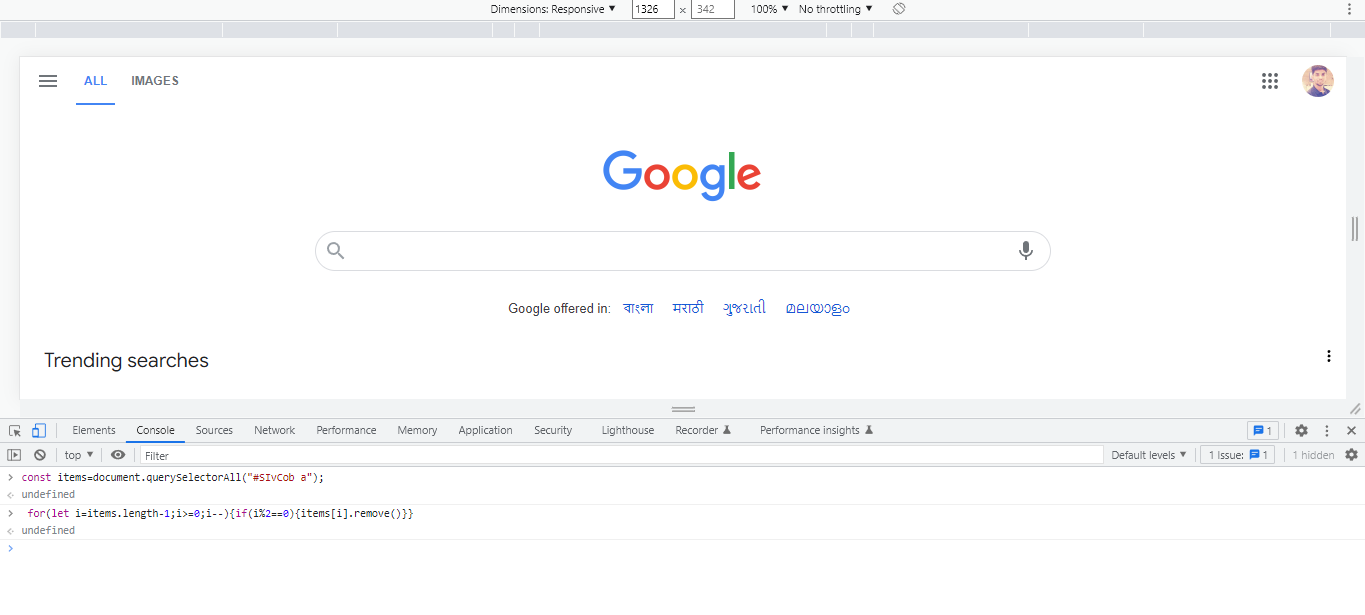 Dimensions: Responsive ▼ 1326 × 342 100% ▼ No throttling ▼
ALL IMAGES
Google
Google offered in: বাংলা मराठी ગુજરાતી മലയാളം
Trending searches
Elements Console Sources Network Performance Memory Application Security Lighthouse Recorder Performance insights 1
top ▼ Filter Default levels ▼ 1 Issue: 1 1 hidden
const items=document.querySelectorAll("#SIvCob a");
undefined
for(let i=items.length-1;i>=0;i--){if(i%2==0){items[i].remove()}}
undefined